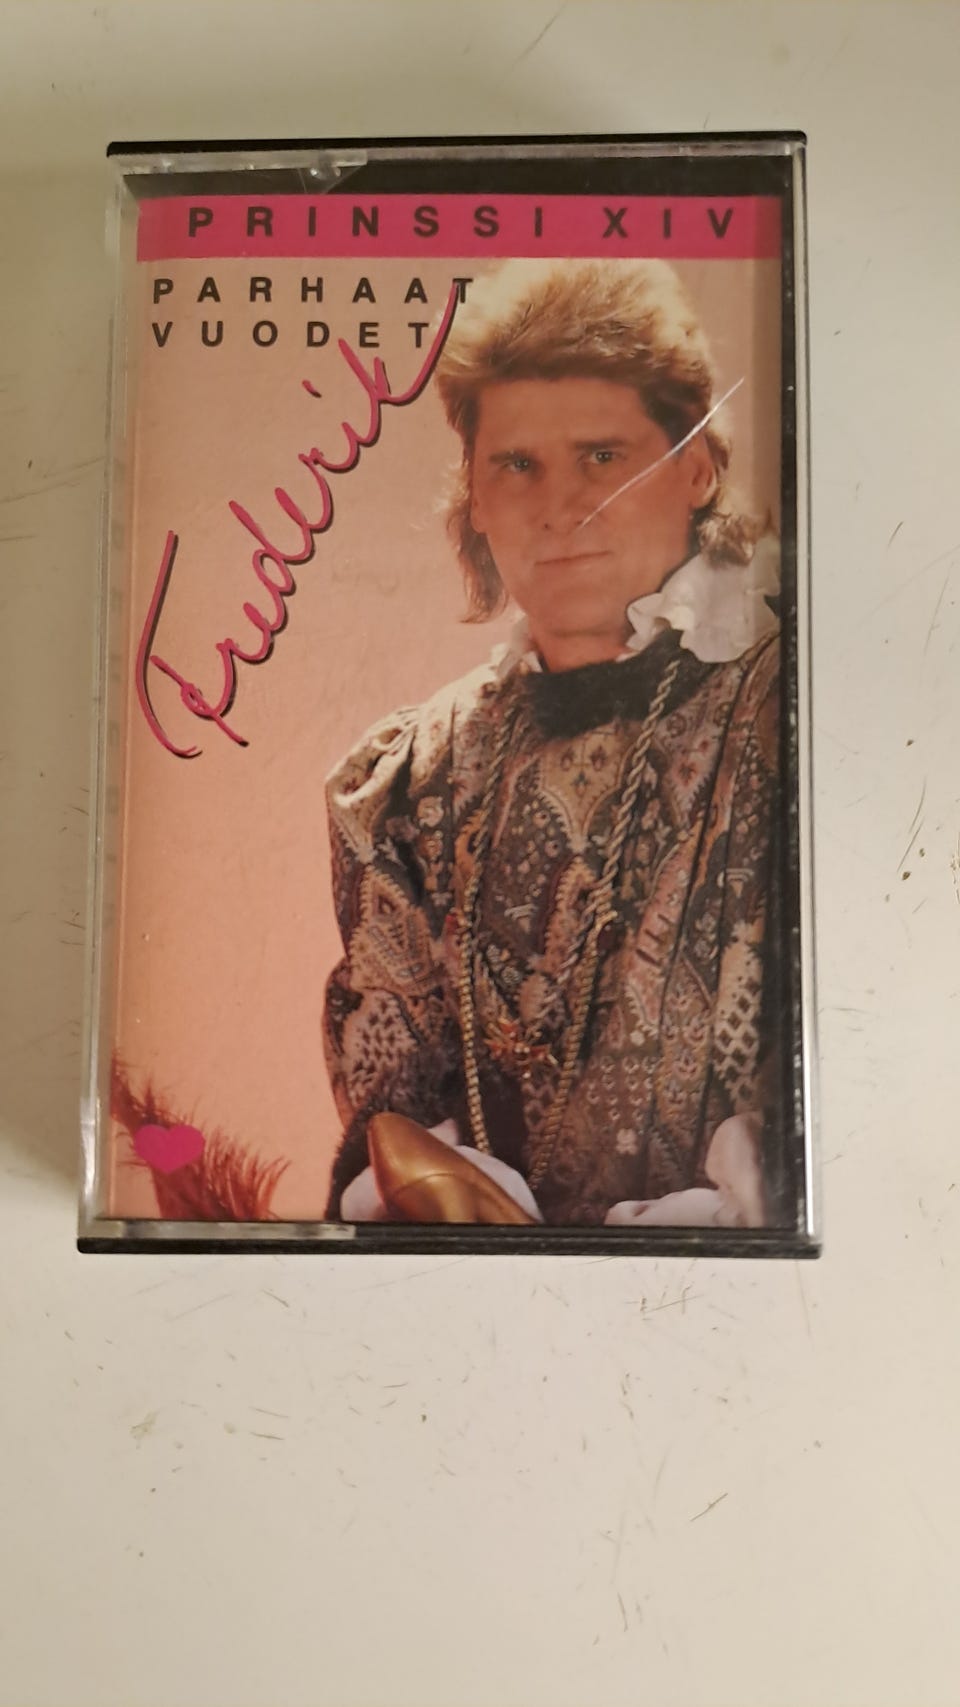 PRINSSI XIV
PARHAAT
VUODET
Frederik